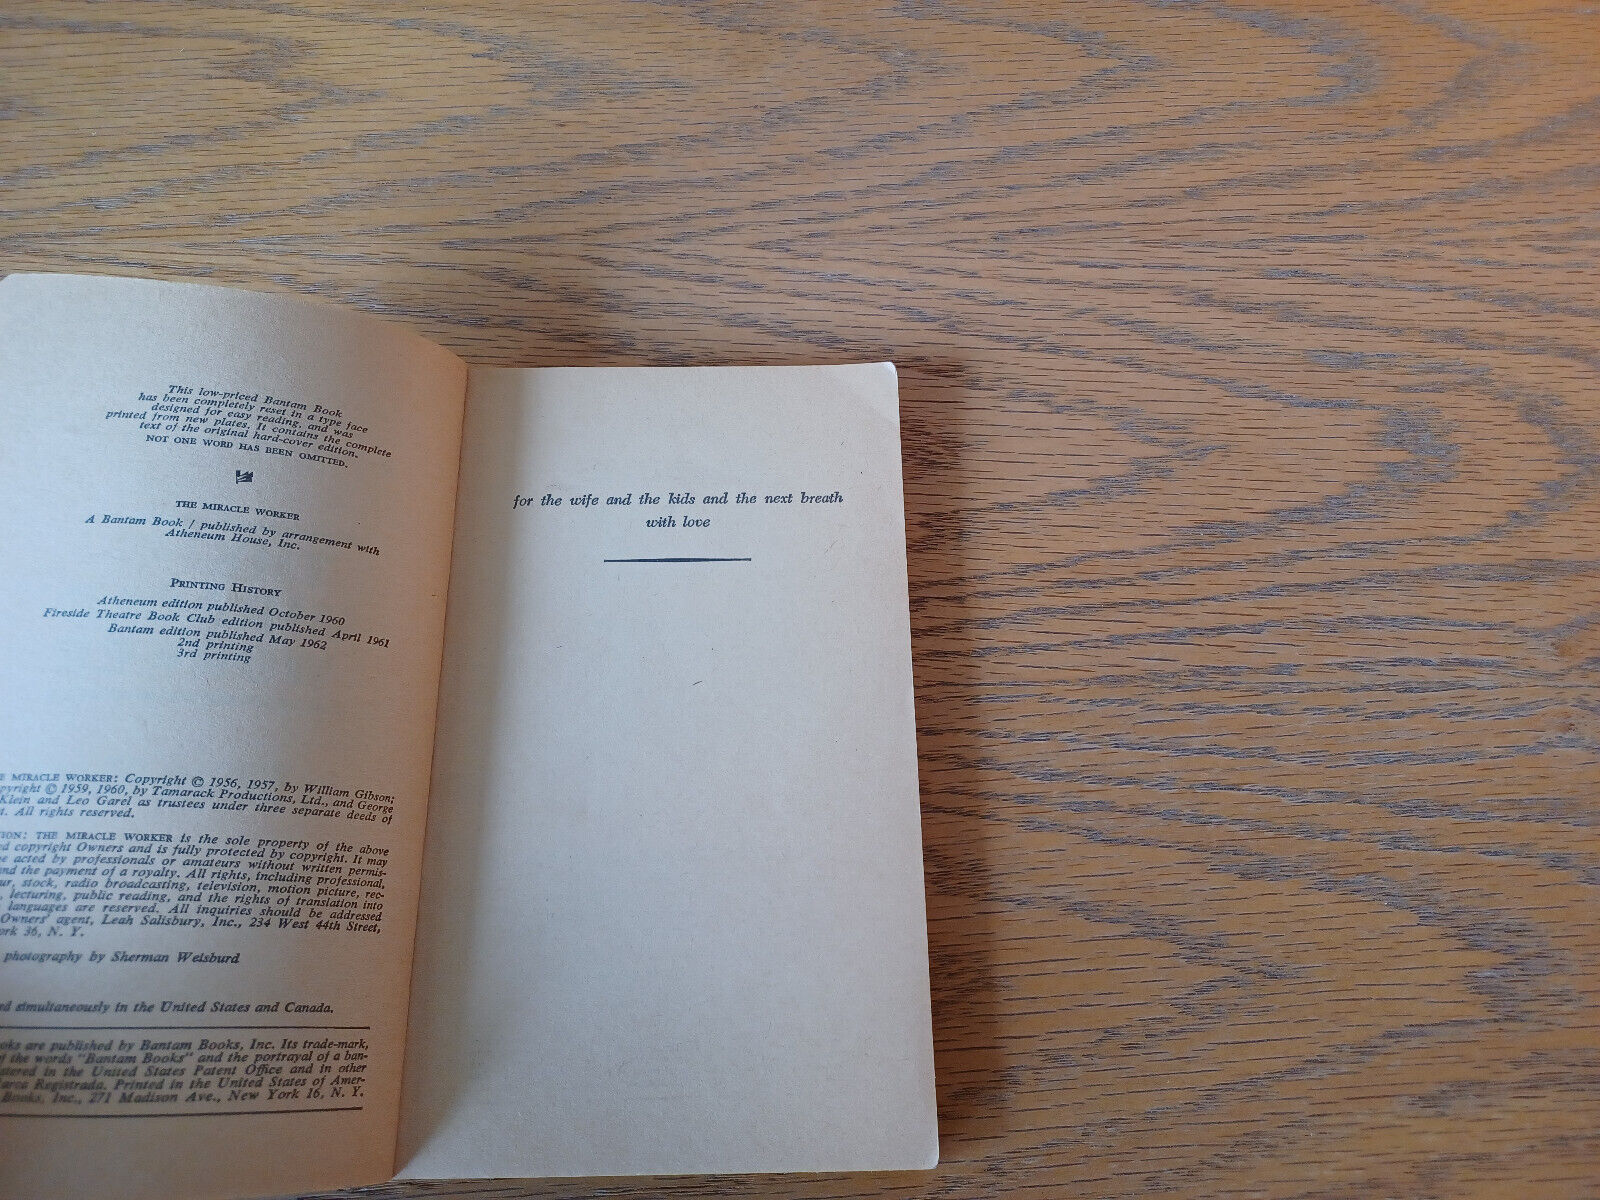 This low-priced Bantam Book
has been completely reset in a type face
designed for easy reading, and was
printed from new plates. It contains the complete
text of the original hard-cover edition.
NOT ONE WORD HAS BEEN OMITTED.
THE MIRACLE WORKER
A Bantam Book / published by arrangement with
Atheneum House, Inc.
PRINTING HISTORY
Atheneum edition published October 1960
Fireside Theatre Book Club edition published April 1961
Bantam edition published May 1962
2nd printing
3rd printing
MIRACLE WORKER: Copyright © 1956, 1957, by William Gibson;
pyright © 1959, 1960, by Tamarack Productions, Ltd., and George
Klein and Leo Garel as trustees under three separate deeds of
t. All rights reserved.
TION: THE MIRACLE WORKER is the sole property of the above
d copyright Owners and is fully protected by copyright. It may
e acted by professionals or amateurs without written permis-
nd the payment of a royalty. All rights, including professional,
ur, stock, radio broadcasting, television, motion picture, rec-
, lecturing, public reading, and the rights of translation into
languages are reserved. All inquiries should be addressed
Owners' agent, Leah Salisbury, Inc., 234 West 44th Street,
ork 36, N. Y.
photography by Sherman Weisburd
d simultaneously in the United States and Canada.
ooks are published by Bantam Books, Inc. Its trade-mark,
of the words "Bantam Books" and the portrayal of a ban-
stered in the United States Patent Office and in other
arca Registrada. Printed in the United States of Amer-
Books, Inc., 271 Madison Ave., New York 16, N. Y.
for the wife and the kids and the next breath
with love